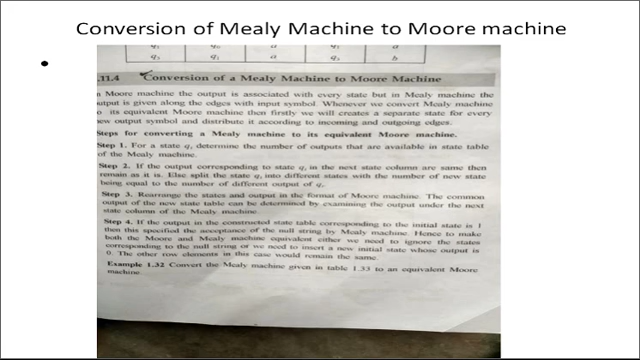 Conversion of Mealy Machine to Moore machine
q₃ q₁ a q₃ b
.11.4 Conversion of a Mealy Machine to Moore Machine
n Moore machine the output is associated with every state but in Mealy machine the
utput is given along the edges with input symbol. Whenever we convert Mealy machine
o its equivalent Moore machine then firstly we will creates a separate state for every
ew output symbol and distribute it according to incoming and outgoing edges.
Steps for converting a Mealy machine to its equivalent Moore machine.
Step 1. For a state qᵢ determine the number of outputs that are available in state table
of the Mealy machine.
Step 2. If the output corresponding to state qᵢ in the next state column are same then
remain as it is. Else split the state qᵢ into different states with the number of new state
being equal to the number of different output of qᵢ.
Step 3. Rearrange the states and output in the format of Moore machine. The common
output of the new state table can be determined by examining the output under the next
state column of the Mealy machine.
Step 4. If the output in the constructed state table corresponding to the initial state is 1
then this specified the acceptance of the null string by Mealy machine. Hence to make
both the Moore and Mealy machine equivalent either we need to ignore the states
corresponding to the null string or we need to insert a new initial state whose output is
0. The other row elements in this case would remain the same.
Example 1.32 Convert the Mealy machine given in table 1.33 to an equivalent Moore
machine.